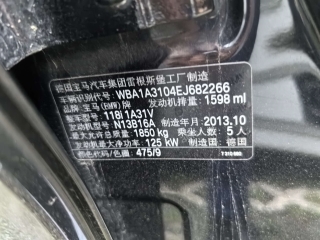 德国宝马汽车集团雷根斯堡工厂制造
车辆识别代号: WBA1A3104EJ682266
品牌: 宝马(BMW) 发动机排量: 1598 ml
车型: 118I 1A31V
发动机型号: N13B16A 制造年月: 2013.10
最大允许总质量: 1850 kg 乘坐人数: 5 人
发动机最大净功率: 125 kW 制造国: 德国
车身颜色/色调: 475/9